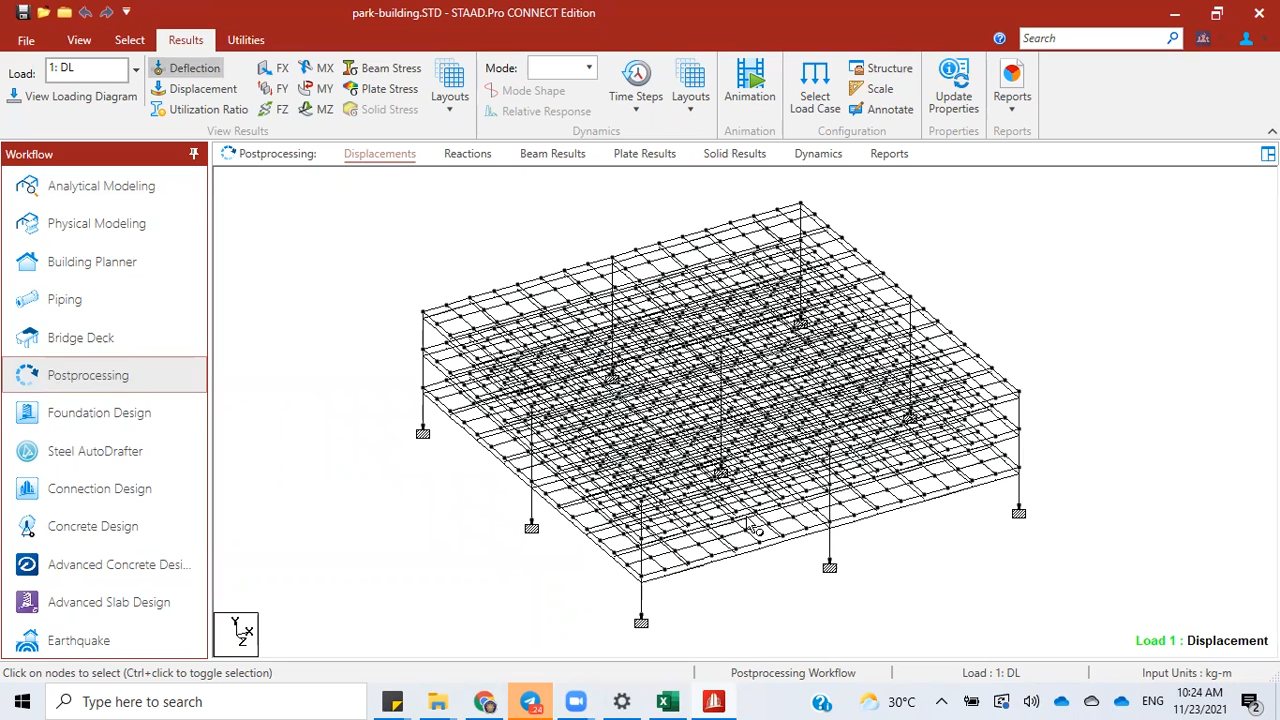 park-building.STD - STAAD.Pro CONNECT Edition
File
View
Select
Results
Utilities
Search
Load: 1: DL
View Loading Diagram
Deflection
Displacement
Utilization Ratio
FX
FY
FZ
MX
MY
MZ
Beam Stress
Plate Stress
Solid Stress
Layouts
View Results
Mode:
Mode Shape
Relative Response
Time Steps
Layouts
Dynamics
Animation
Animation
Select Load Case
Structure
Scale
Annotate
Configuration
Update Properties
Properties
Reports
Reports
Workflow
Postprocessing: Displacements Reactions Beam Results Plate Results Solid Results Dynamics Reports
Analytical Modeling
Physical Modeling
Building Planner
Piping
Bridge Deck
Postprocessing
Foundation Design
Steel AutoDrafter
Connection Design
Concrete Design
Advanced Concrete Desi...
Advanced Slab Design
Earthquake
Y
X
Z
Load 1 : Displacement
Click on nodes to select (Ctrl+click to toggle selection)
Postprocessing Workflow
Load : 1: DL
Input Units : kg-m
Type here to search
24
30°C
ENG
10:24 AM
11/23/2021
2